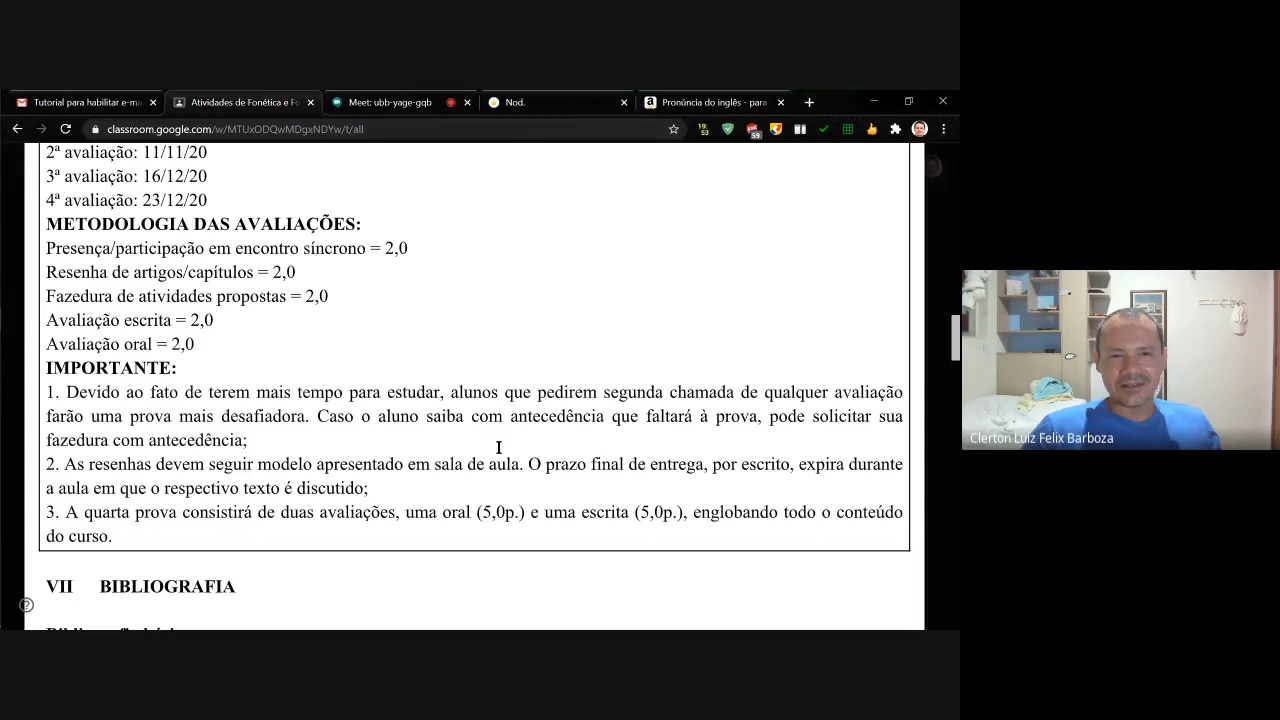 Tutorial para habilitar e-ma
Atividades de Fonética e Fo
Meet: ubb-yage-gqb
Nod.
Pronúncia do inglês - para
classroom.google.com/w/MTUxODQwMDgxNDYw/t/all
19:
53
59
2ª avaliação: 11/11/20
3ª avaliação: 16/12/20
4ª avaliação: 23/12/20
METODOLOGIA DAS AVALIAÇÕES:
Presença/participação em encontro síncrono = 2,0
Resenha de artigos/capítulos = 2,0
Fazedura de atividades propostas = 2,0
Avaliação escrita = 2,0
Avaliação oral = 2,0
IMPORTANTE:
1. Devido ao fato de terem mais tempo para estudar, alunos que pedirem segunda chamada de qualquer avaliação
farão uma prova mais desafiadora. Caso o aluno saiba com antecedência que faltará à prova, pode solicitar sua
fazedura com antecedência;
2. As resenhas devem seguir modelo apresentado em sala de aula. O prazo final de entrega, por escrito, expira durante
a aula em que o respectivo texto é discutido;
3. A quarta prova consistirá de duas avaliações, uma oral (5,0p.) e uma escrita (5,0p.), englobando todo o conteúdo
do curso.
VII BIBLIOGRAFIA
Clerton Luiz Felix Barboza